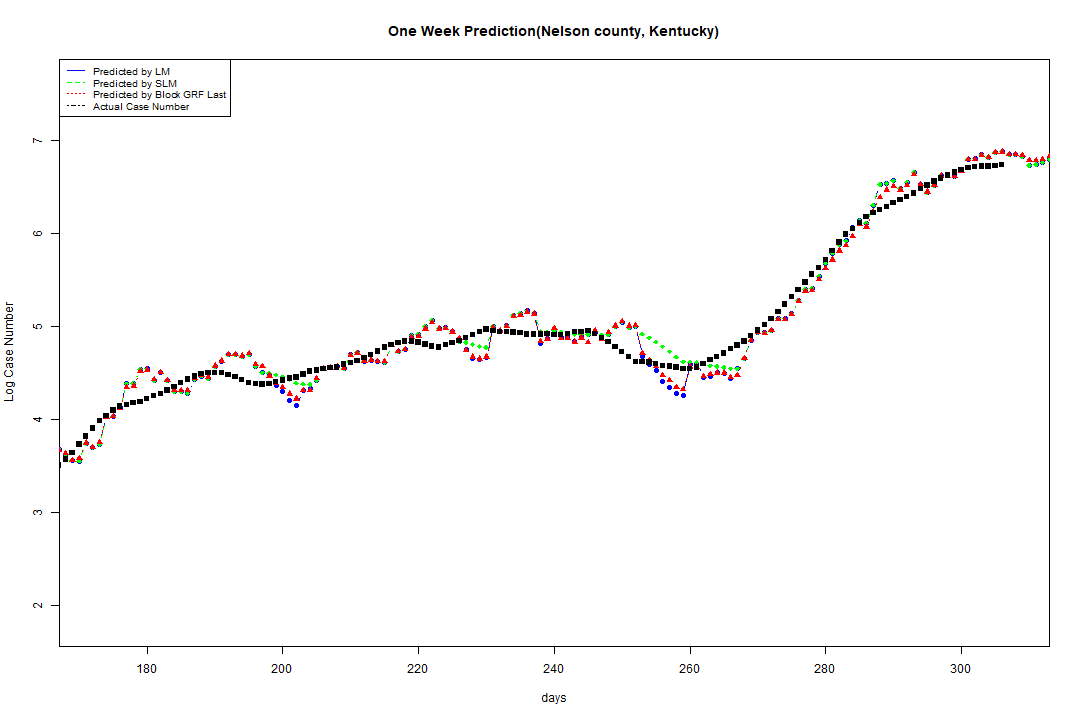 One Week Prediction(Nelson county, Kentucky)
Predicted by LM
Predicted by SLM
Predicted by Block GRF Last
Actual Case Number
7
6
5
4
3
2
Log Case Number
180 200 220 240 260 280 300
days